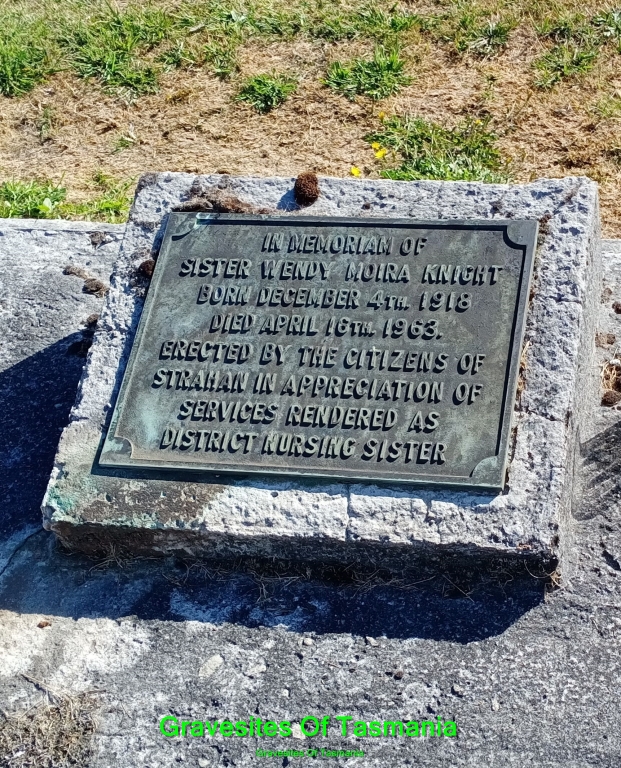 IN MEMORIAM OF
SISTER WENDY MOIRA KNIGHT
BORN DECEMBER 4TH. 1918
DIED APRIL 16TH. 1963.
ERECTED BY THE CITIZENS OF
STRAHAN IN APPRECIATION OF
SERVICES RENDERED AS
DISTRICT NURSING SISTER
Gravesites Of Tasmania
Gravesites Of Tasmania